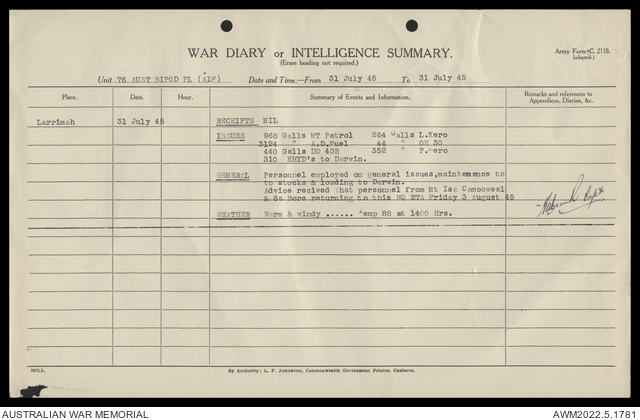 WAR DIARY or INTELLIGENCE SUMMARY.
(Erase heading not required.)
Army Form C. 2118.
(adapted.)
Unit 76 AUST BIPOD PL (AIF) Date and Time.—From 31 July 45 To 31 July 45
Place. Date. Hour. Summary of Events and Information. Remarks and references to Appendices, Diaries, &c.
Larrimah 31 July 45 RECEIPTS NIL
ISSUES 968 Galls MT Petrol 264 Galls L.Kero
3124 " A.D.Fuel 44 " OE 30
440 Galls DD 40R 352 " P.Kero
310 EHYD's to Darwin.
GENERAL Personnel employed on general issues,maintenance to
to stocks & loading to Darwin.
Advice recived that personnel from Mt Isa Camooweal
& 6s Bore returning to this HQ ETA Friday 3 August 45
Capt
WEATHER Warm & windy ...... Temp 88 at 1400 Hrs.
By Authority: L. F. Johnston, Commonwealth Government Printer, Canberra.
AUSTRALIAN WAR MEMORIAL
AWM2022.5.1781